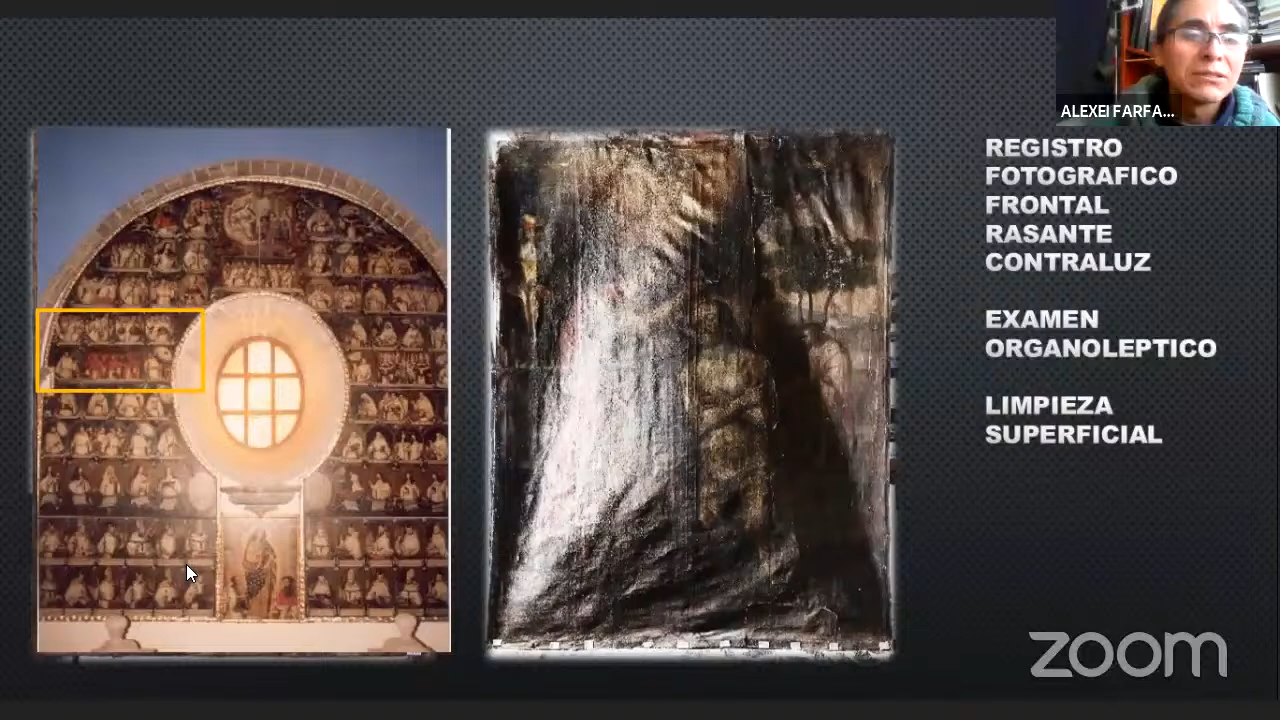 ALEXEI FARFA...
REGISTRO
FOTOGRAFICO
FRONTAL
RASANTE
CONTRALUZ
EXAMEN
ORGANOLEPTICO
LIMPIEZA
SUPERFICIAL
zoom